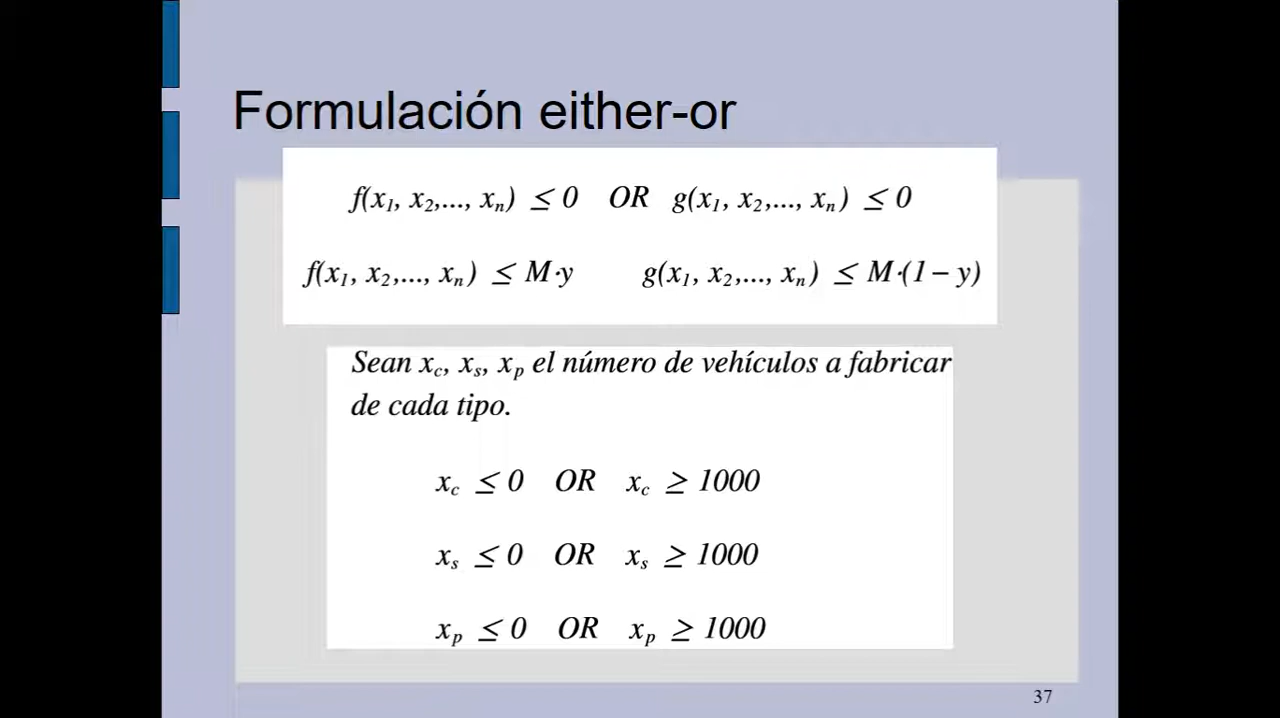 Formulación either-or
f(x₁, x₂,..., xₙ) ≤ 0 OR g(x₁, x₂,..., xₙ) ≤ 0
f(x₁, x₂,..., xₙ) ≤ M·y g(x₁, x₂,..., xₙ) ≤ M·(1 − y)
Sean x_c, x_s, x_p el número de vehículos a fabricar
de cada tipo.
x_c ≤ 0 OR x_c ≥ 1000
x_s ≤ 0 OR x_s ≥ 1000
x_p ≤ 0 OR x_p ≥ 1000
37